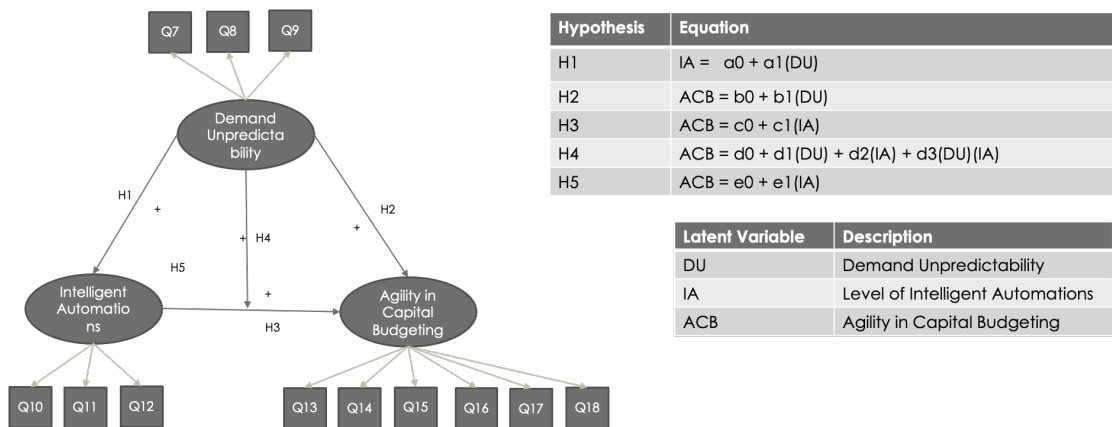 Q7 Q8 Q9
Demand
Unpredicta
bility
H1
+
H2
+
+ H4
H5
+
H3
Intelligent
Automatio
ns
Agility in
Capital
Budgeting
Q10 Q11 Q12
Q13 Q14 Q15 Q16 Q17 Q18
Hypothesis Equation
H1 IA = a0 + a1(DU)
H2 ACB = b0 + b1(DU)
H3 ACB = c0 + c1(IA)
H4 ACB = d0 + d1(DU) + d2(IA) + d3(DU)(IA)
H5 ACB = e0 + e1(IA)
Latent Variable Description
DU Demand Unpredictability
IA Level of Intelligent Automations
ACB Agility in Capital Budgeting